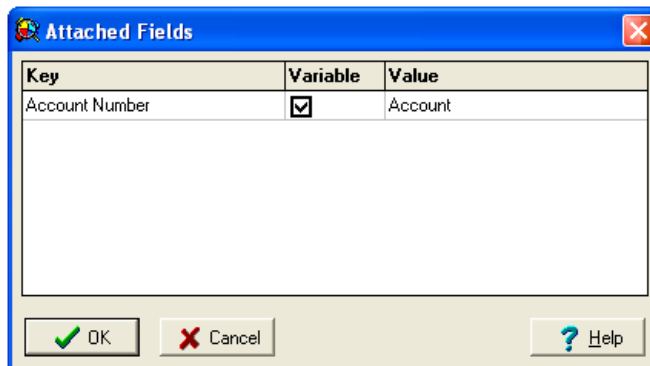 Attached Fields
Key Variable Value
Account Number Account
OK Cancel Help